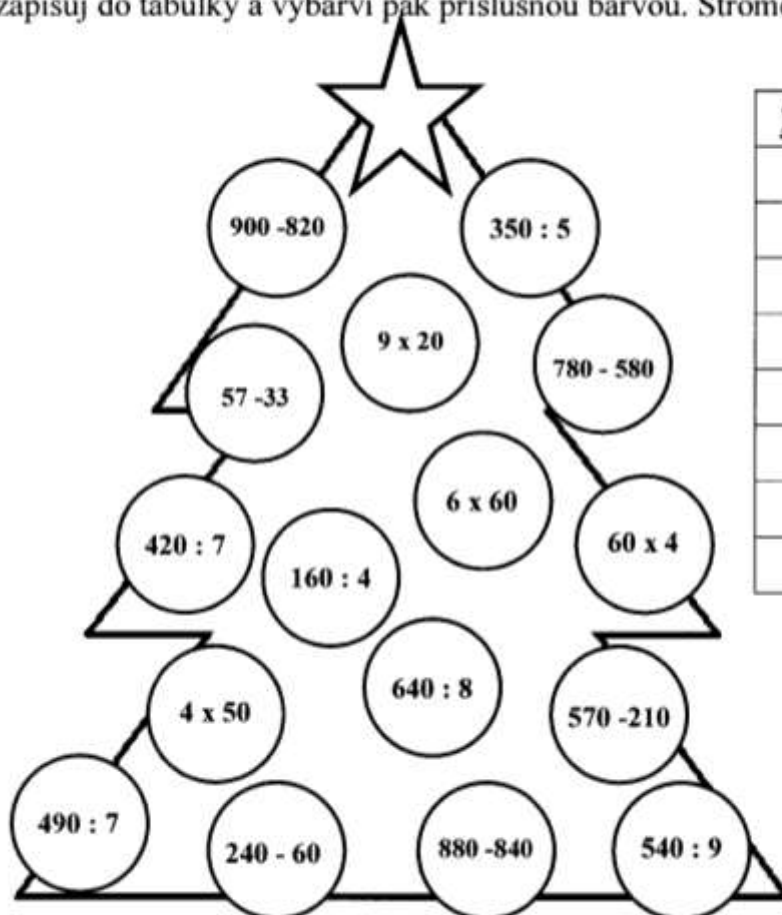 zapisuj do tabulky a vybarvi pak příslušnou barvou.
900 -820
350 : 5
9 x 20
780 - 580
57 -33
6 x 60
420 : 7
160 : 4
60 x 4
640 : 8
4 x 50
570 -210
490 : 7
240 - 60
880 -840
540 : 9